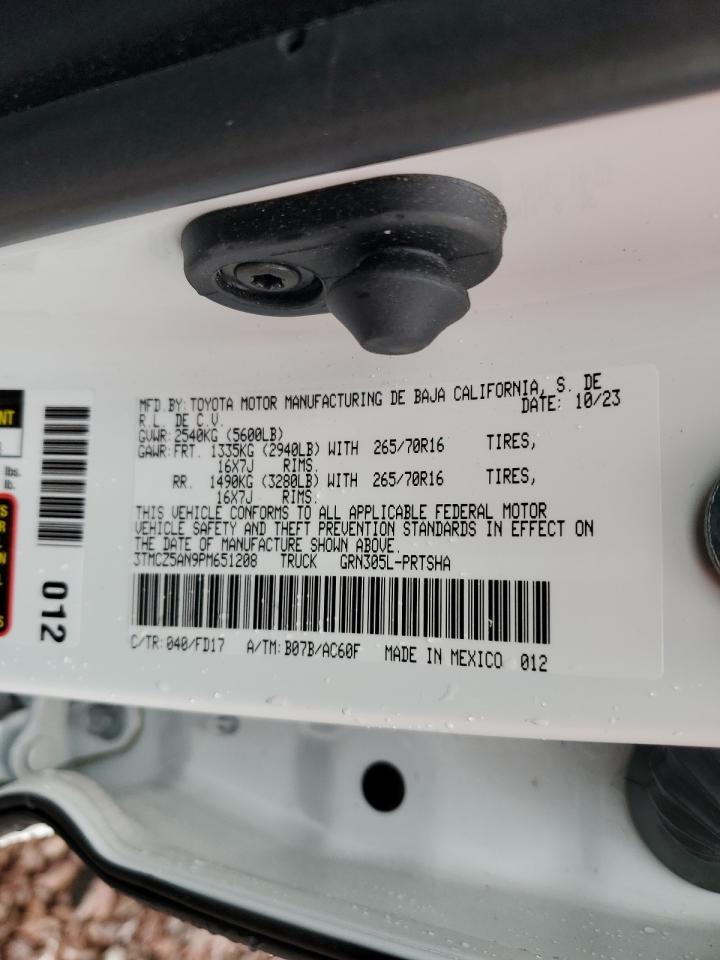 MFD.BY: TOYOTA MOTOR MANUFACTURING DE BAJA CALIFORNIA, S. DE
R.L. DE C.V. DATE: 10/23
GVWR: 2540KG (5600LB)
GAWR: FRT. 1335KG (2940LB) WITH 265/70R16 TIRES,
16X7J RIMS.
RR. 1490KG (3280LB) WITH 265/70R16 TIRES,
16X7J RIMS.
THIS VEHICLE CONFORMS TO ALL APPLICABLE FEDERAL MOTOR
VEHICLE SAFETY AND THEFT PREVENTION STANDARDS IN EFFECT ON
THE DATE OF MANUFACTURE SHOWN ABOVE.
3TMCZ5AN9PM651208 TRUCK GRN305L-PRTSHA
C/TR: 040/FD17 A/TM: B07B/AC60F MADE IN MEXICO 012
012
lbs.
lb.